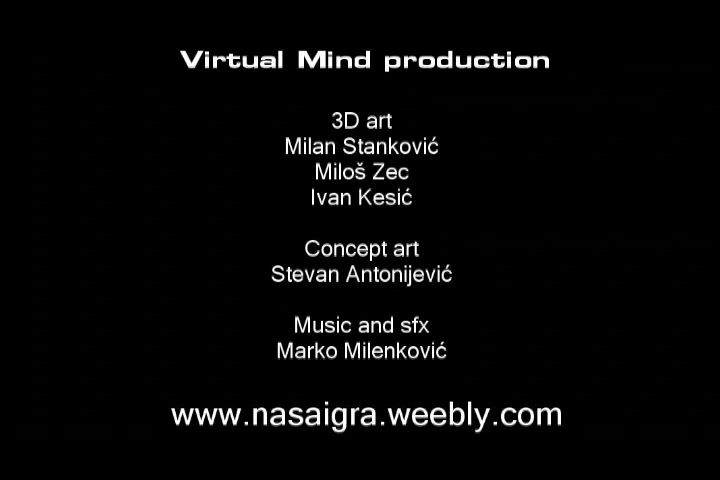 Virtual Mind production
3D art
Milan Stanković
Miloš Zec
Ivan Kesić
Concept art
Stevan Antonijević
Music and sfx
Marko Milenković
www.nasaigra.weebly.com